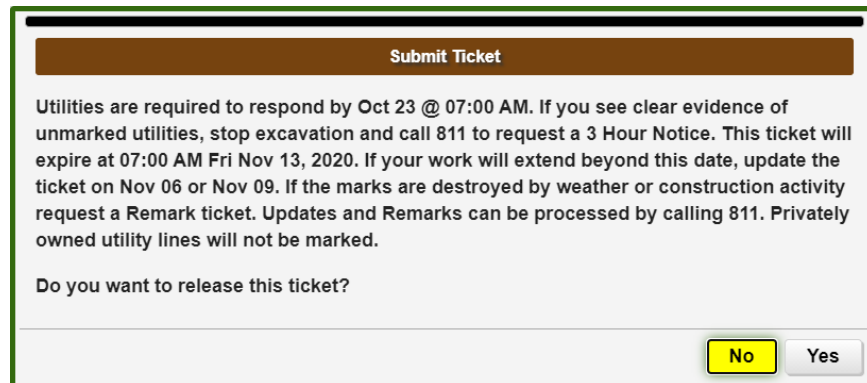 Submit Ticket
Utilities are required to respond by Oct 23 @ 07:00 AM. If you see clear evidence of
unmarked utilities, stop excavation and call 811 to request a 3 Hour Notice. This ticket will
expire at 07:00 AM Fri Nov 13, 2020. If your work will extend beyond this date, update the
ticket on Nov 06 or Nov 09. If the marks are destroyed by weather or construction activity
request a Remark ticket. Updates and Remarks can be processed by calling 811. Privately
owned utility lines will not be marked.
Do you want to release this ticket?
No Yes